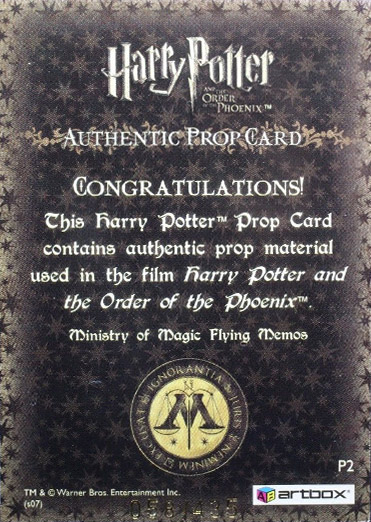 Harry Potter
AND THE
ORDER
OF THE
PHOENIX™
AUTHENTIC PROP CARD
CONGRATULATIONS!
This Harry Potter™ Prop Card
contains authentic prop material
used in the film Harry Potter and
the Order of the Phoenix™.
Ministry of Magic Flying Memos
IGNORANTIA JURIS NEMINEM EXCUSAT
M
P2
TM & © Warner Bros. Entertainment Inc.
(s07)
artbox